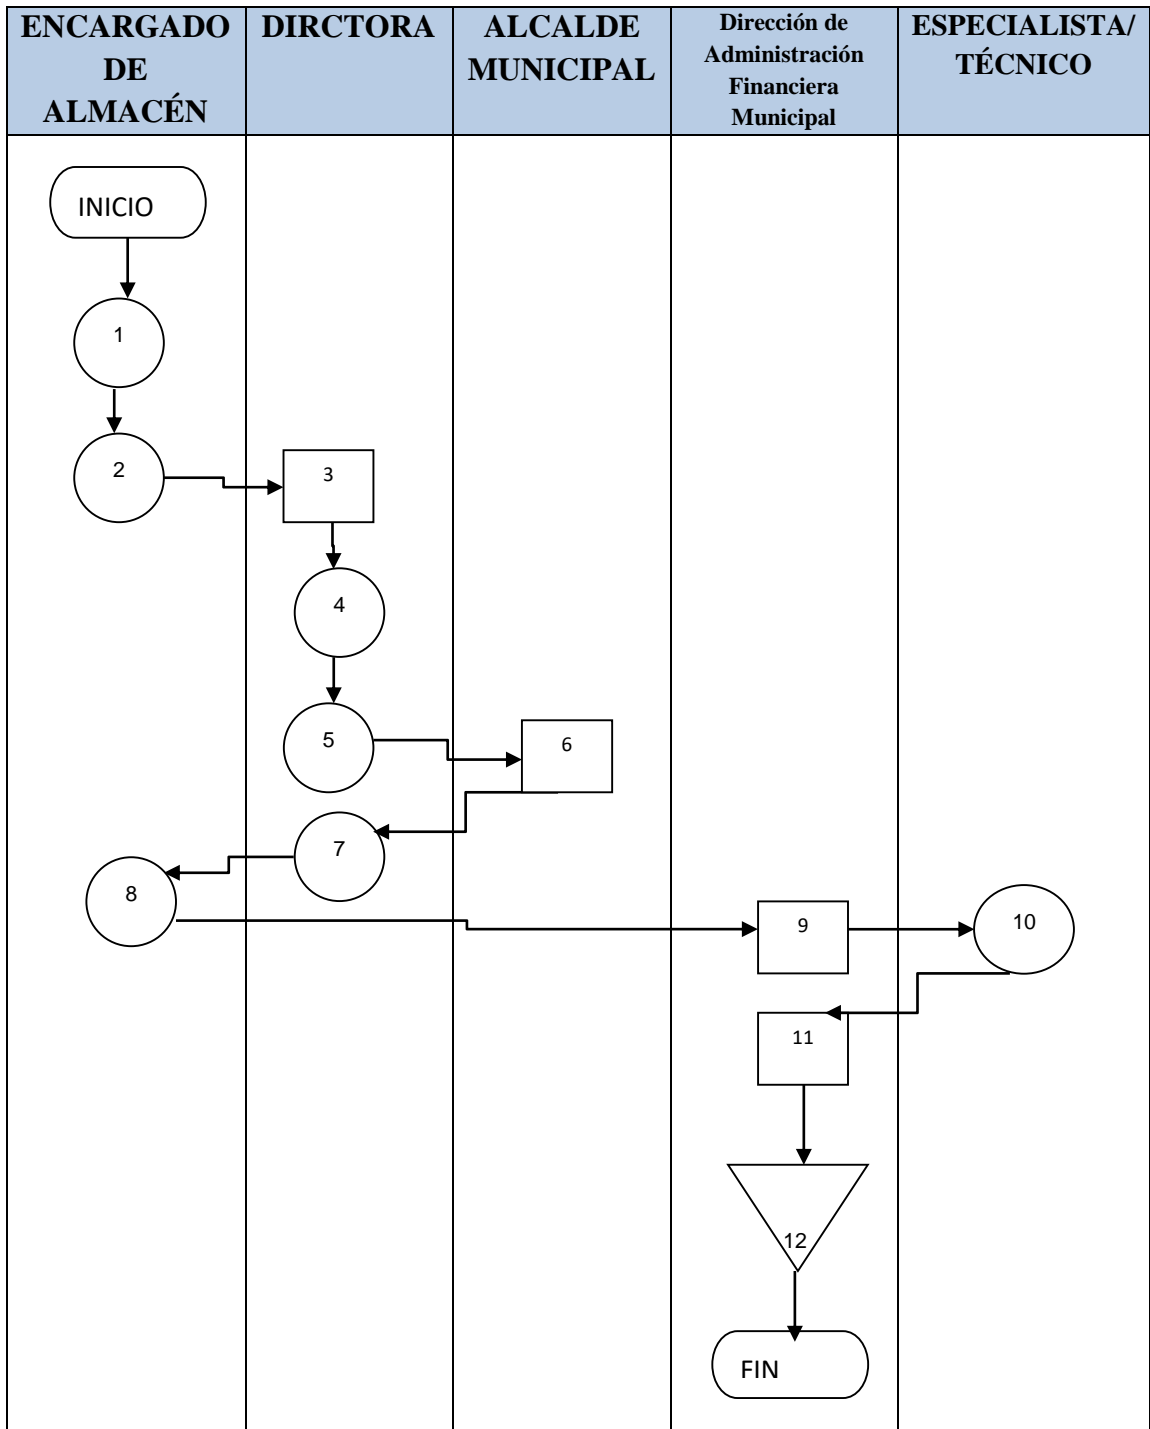 ENCARGADO
DE
ALMACÉN
DIRCTORA
ALCALDE
MUNICIPAL
Dirección de
Administración
Financiera
Municipal
ESPECIALISTA/
TÉCNICO
INICIO
1
2
3
4
5
6
7
8
9
10
11
12
FIN